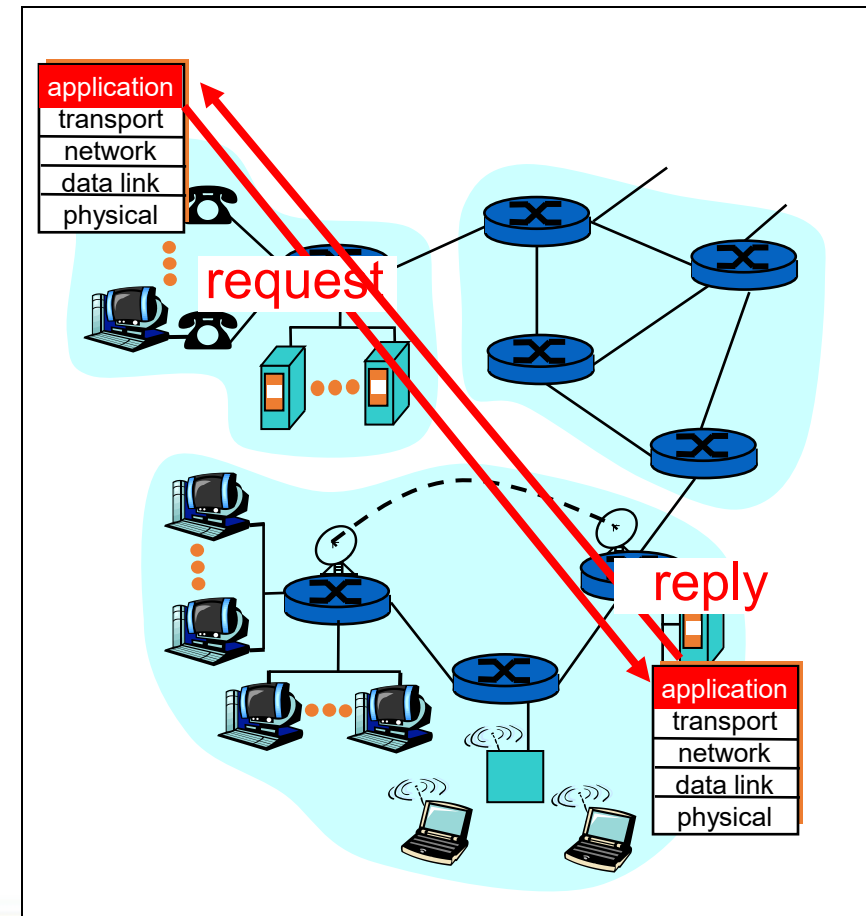 application
transport
network
data link
physical
request
reply
application
transport
network
data link
physical